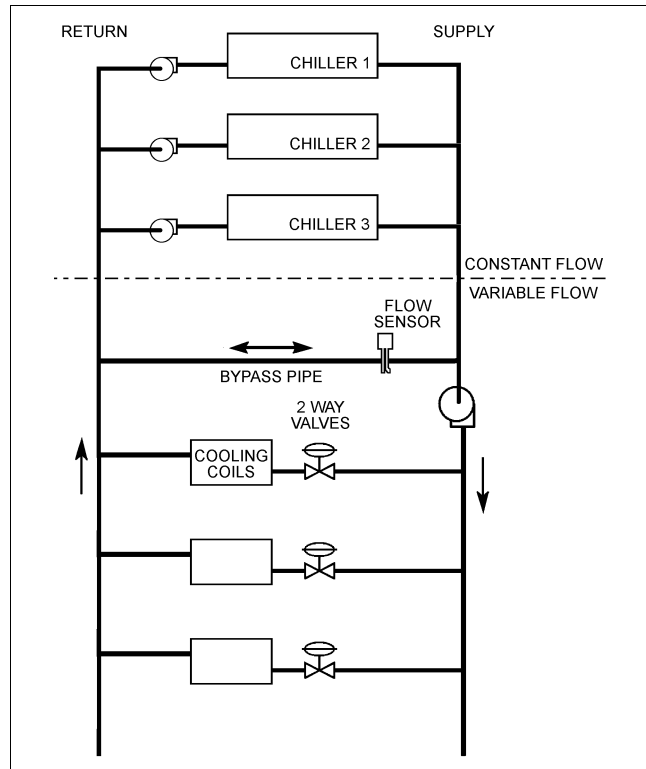 RETURN
SUPPLY
CHILLER 1
CHILLER 2
CHILLER 3
CONSTANT FLOW
VARIABLE FLOW
FLOW
SENSOR
BYPASS PIPE
2 WAY
VALVES
COOLING
COILS